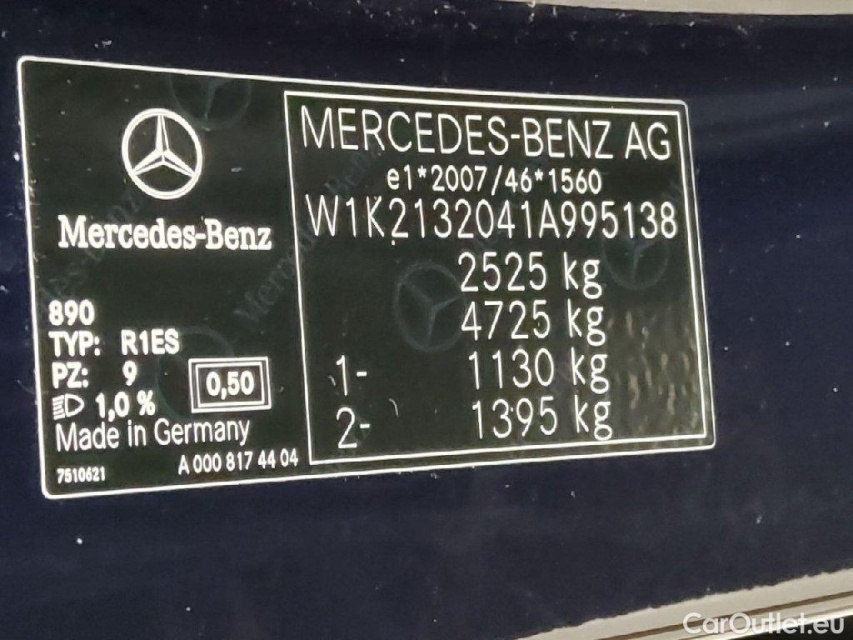 Mercedes-Benz
890
TYP: R1ES
PZ: 9
0,50
1,0 %
Made in Germany
7510621
A 000 817 44 04
MERCEDES-BENZ AG
e1*2007/46*1560
W1K2132041A995138
2525 kg
4725 kg
1- 1130 kg
2- 1395 kg
CarOutlet.eu